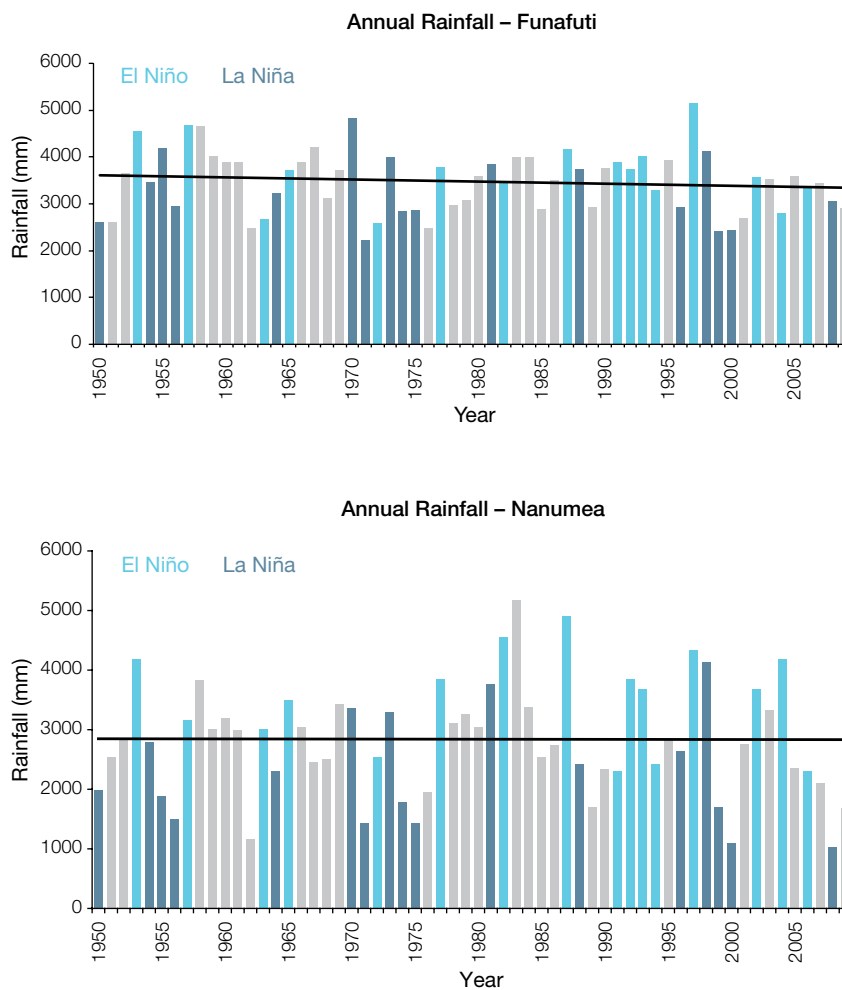 Annual Rainfall – Funafuti
El Niño La Niña
Rainfall (mm)
6000
5000
4000
3000
2000
1000
0
1950 1955 1960 1965 1970 1975 1980 1985 1990 1995 2000 2005
Year
Annual Rainfall – Nanumea
El Niño La Niña
Rainfall (mm)
6000
5000
4000
3000
2000
1000
0
1950 1955 1960 1965 1970 1975 1980 1985 1990 1995 2000 2005
Year